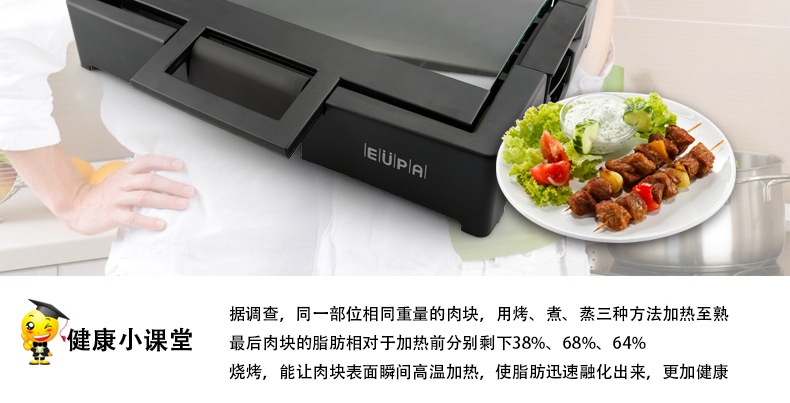 EUPA
健康小课堂
据调查，同一部位相同重量的肉块，用烤、煮、蒸三种方法加热至熟
最后肉块的脂肪相对于加热前分别剩下38%、68%、64%
烧烤，能让肉块表面瞬间高温加热，使脂肪迅速融化出来，更加健康